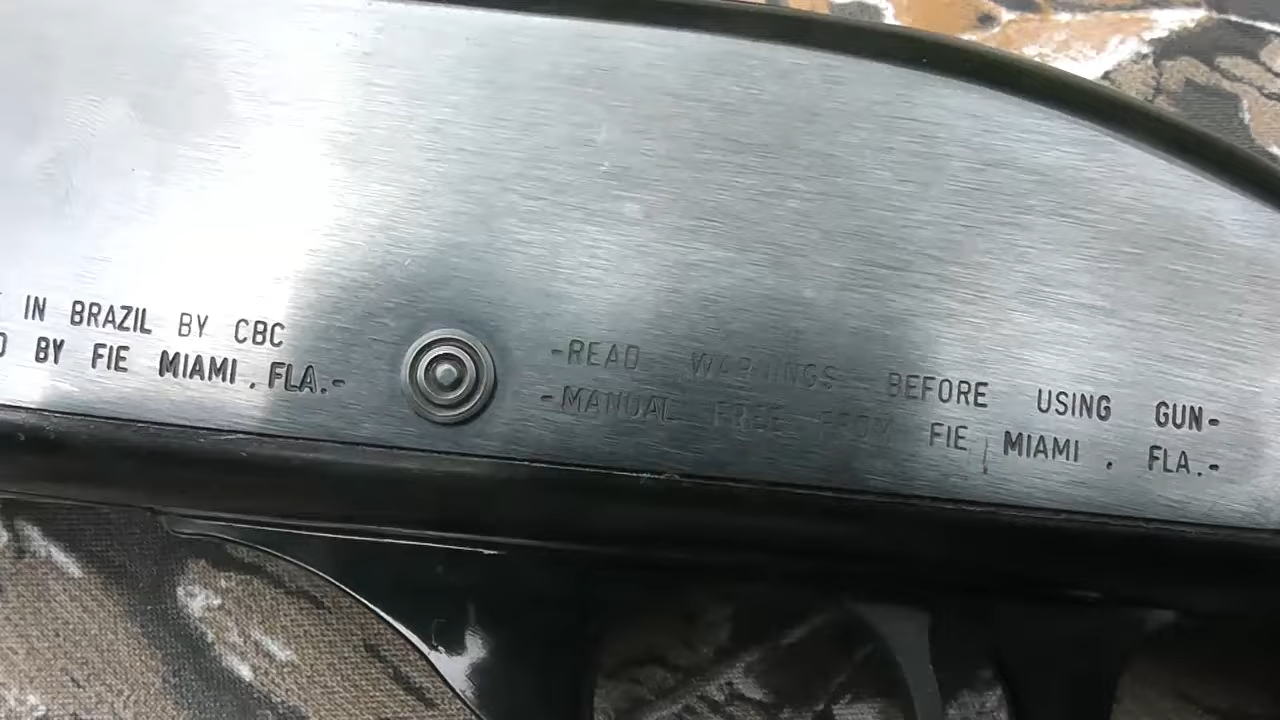 IN BRAZIL BY CBC
BY FIE MIAMI . FLA.-
-READ WARNINGS BEFORE USING GUN-
-MANUAL FREE FROM FIE , MIAMI . FLA.-